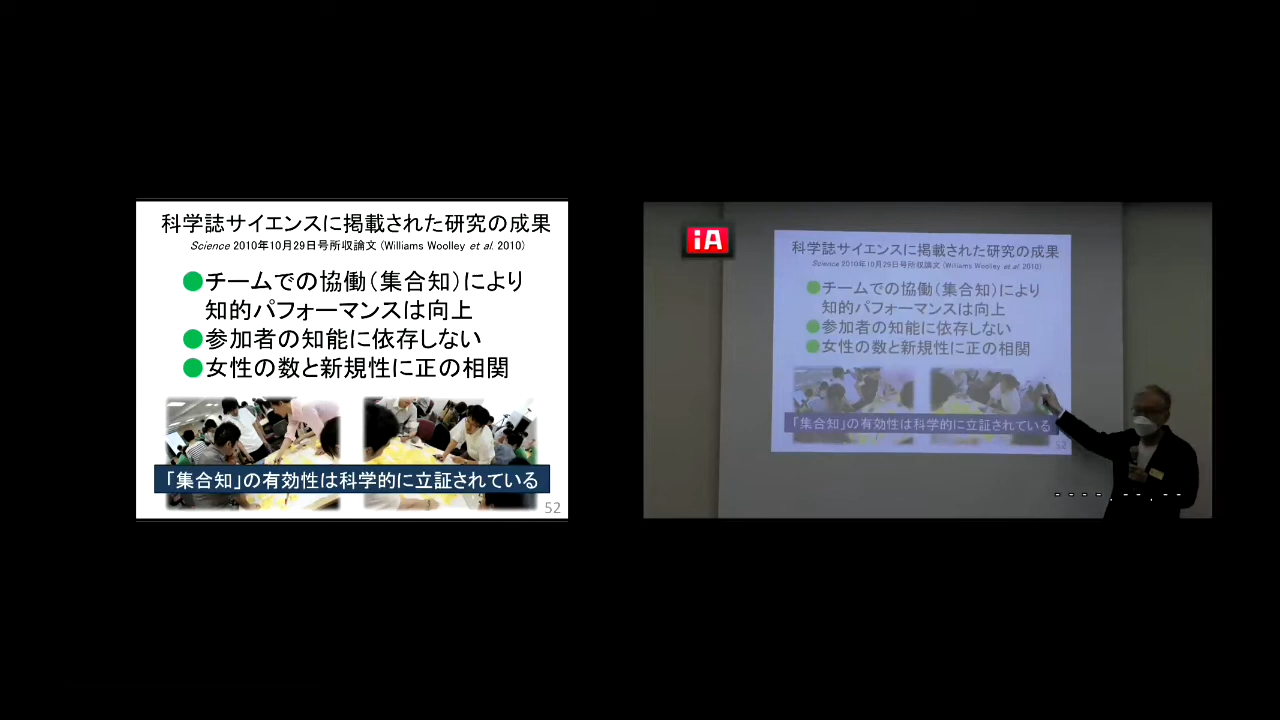 科学誌サイエンスに掲載された研究の成果
Science 2010年10月29日号所収論文 (Williams Woolley et al. 2010)
●チームでの協働(集合知)により
知的パフォーマンスは向上
●参加者の知能に依存しない
●女性の数と新規性に正の相関
「集合知」の有効性は科学的に立証されている
52
iA
科学誌サイエンスに掲載された研究の成果
Science 2010年10月29日号所収論文 (Williams Woolley et al. 2010)
●チームでの協働(集合知)により
知的パフォーマンスは向上
●参加者の知能に依存しない
●女性の数と新規性に正の相関
「集合知」の有効性は科学的に立証されている
52